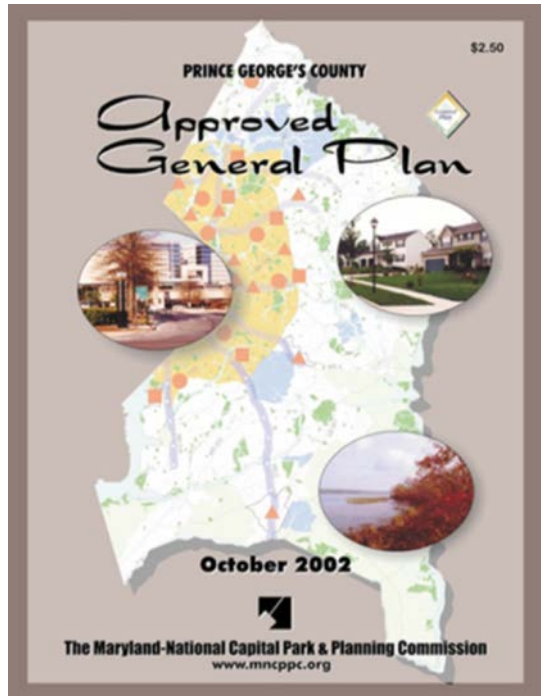 $2.50
PRINCE GEORGE'S COUNTY
Approved
General Plan
October 2002
The Maryland-National Capital Park & Planning Commission
www.mncppc.org